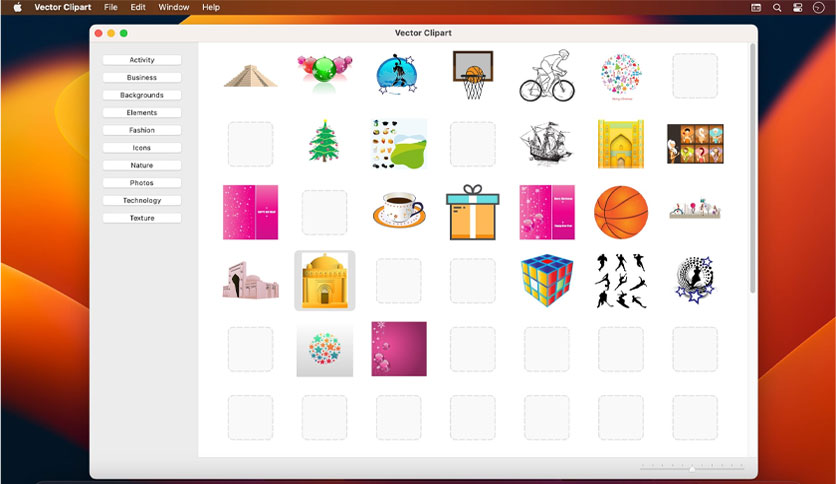 Vector Clipart File Edit Window Help
Vector Clipart
Activity
Business
Backgrounds
Elements
Fashion
Icons
Nature
Photos
Technology
Texture